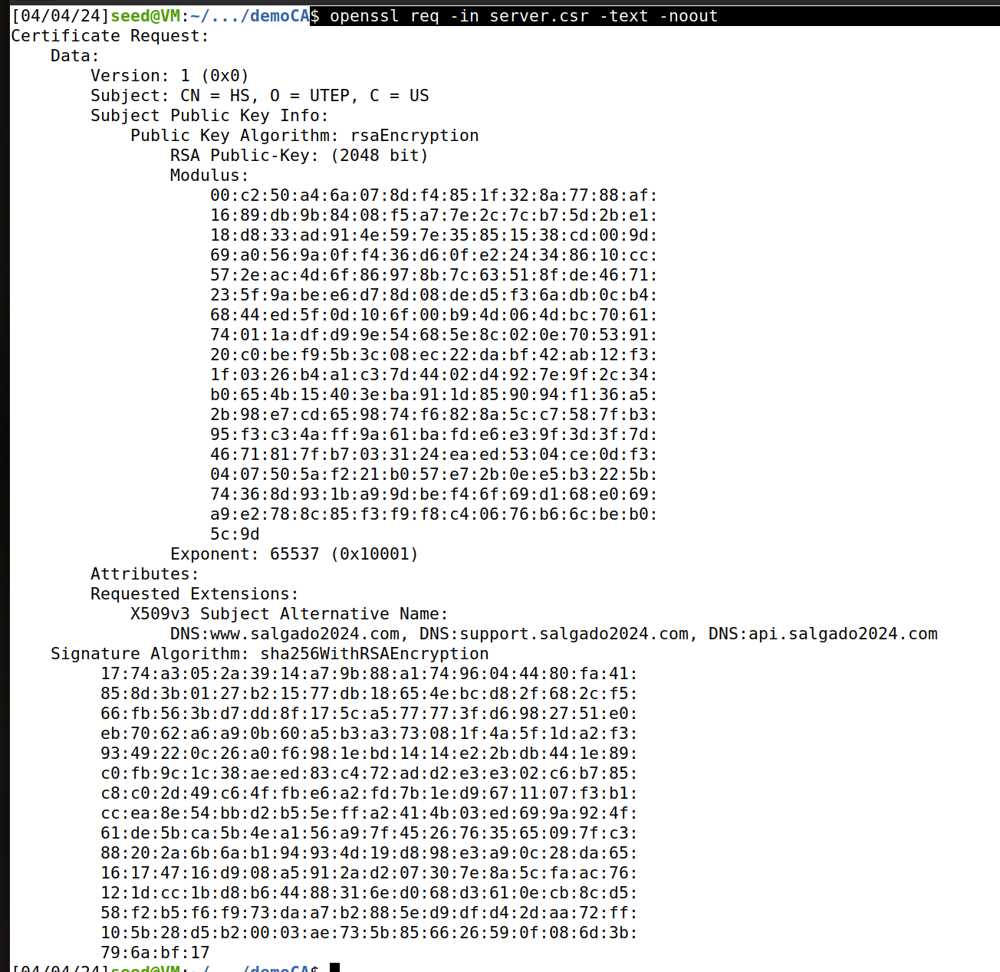 [04/04/24]seed@VM:~/.../demoCA$ openssl req -in server.csr -text -noout
Certificate Request:
    Data:
        Version: 1 (0x0)
        Subject: CN = HS, O = UTEP, C = US
        Subject Public Key Info:
            Public Key Algorithm: rsaEncryption
                RSA Public-Key: (2048 bit)
                Modulus:
                    00:c2:50:a4:6a:07:8d:f4:85:1f:32:8a:77:88:af:
                    16:89:db:9b:84:08:f5:a7:7e:2c:7c:b7:5d:2b:e1:
                    18:d8:33:ad:91:4e:59:7e:35:85:15:38:cd:00:9d:
                    69:a0:56:9a:0f:f4:36:d6:0f:e2:24:34:86:10:cc:
                    57:2e:ac:4d:6f:86:97:8b:7c:63:51:8f:de:46:71:
                    23:5f:9a:be:e6:d7:8d:08:de:d5:f3:6a:db:0c:b4:
                    68:44:ed:5f:0d:10:6f:00:b9:4d:06:4d:bc:70:61:
                    74:01:1a:df:d9:9e:54:68:5e:8c:02:0e:70:53:91:
                    20:c0:be:f9:5b:3c:08:ec:22:da:bf:42:ab:12:f3:
                    1f:03:26:b4:a1:c3:7d:44:02:d4:92:7e:9f:2c:34:
                    b0:65:4b:15:40:3e:ba:91:1d:85:90:94:f1:36:a5:
                    2b:98:e7:cd:65:98:74:f6:82:8a:5c:c7:58:7f:b3:
                    95:f3:c3:4a:ff:9a:61:ba:fd:e6:e3:9f:3d:3f:7d:
                    46:71:81:7f:b7:03:31:24:ea:ed:53:04:ce:0d:f3:
                    04:07:50:5a:f2:21:b0:57:e7:2b:0e:e5:b3:22:5b:
                    74:36:8d:93:1b:a9:9d:be:f4:6f:69:d1:68:e0:69:
                    a9:e2:78:8c:85:f3:f9:f8:c4:06:76:b6:6c:be:b0:
                    5c:9d
                Exponent: 65537 (0x10001)
        Attributes:
        Requested Extensions:
            X509v3 Subject Alternative Name:
                DNS:www.salgado2024.com, DNS:support.salgado2024.com, DNS:api.salgado2024.com
    Signature Algorithm: sha256WithRSAEncryption
         17:74:a3:05:2a:39:14:a7:9b:88:a1:74:96:04:44:80:fa:41:
         85:8d:3b:01:27:b2:15:77:db:18:65:4e:bc:d8:2f:68:2c:f5:
         66:fb:56:3b:d7:dd:8f:17:5c:a5:77:77:3f:d6:98:27:51:e0:
         eb:70:62:a6:a9:0b:60:a5:b3:a3:73:08:1f:4a:5f:1d:a2:f3:
         93:49:22:0c:26:a0:f6:98:1e:bd:14:14:e2:2b:db:44:1e:89:
         c0:fb:9c:1c:38:ae:ed:83:c4:72:ad:d2:e3:e3:02:c6:b7:85:
         c8:c0:2d:49:c6:4f:fb:e6:a2:fd:7b:1e:d9:67:11:07:f3:b1:
         cc:ea:8e:54:bb:d2:b5:5e:ff:a2:41:4b:03:ed:69:9a:92:4f:
         61:de:5b:ca:5b:4e:a1:56:a9:7f:45:26:76:35:65:09:7f:c3:
         88:20:2a:6b:6a:b1:94:93:4d:19:d8:98:e3:a9:0c:28:da:65:
         16:17:47:16:d9:08:a5:91:2a:d2:07:30:7e:8a:5c:fa:ac:76:
         12:1d:cc:1b:d8:b6:44:88:31:6e:d0:68:d3:61:0e:cb:8c:d5:
         58:f2:b5:f6:f9:73:da:a7:b2:88:5e:d9:df:d4:2d:aa:72:ff:
         10:5b:28:d5:b2:00:03:ae:73:5b:85:66:26:59:0f:08:6d:3b:
         79:6a:bf:17
[04/04/24]seed@VM:~/.../demoCA$